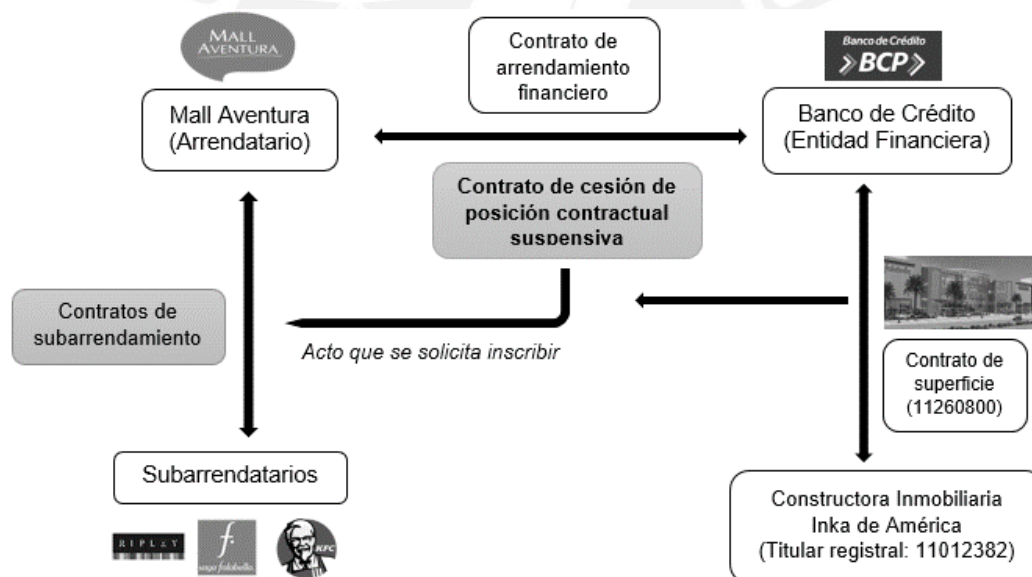 MALL
AVENTURA
Contrato de
arrendamiento
financiero
Banco de Crédito
BCP
Mall Aventura
(Arrendatario)
Banco de Crédito
(Entidad Financiera)
Contrato de cesión de
posición contractual
suspensiva
Contratos de
subarrendamiento
Acto que se solicita inscribir
Contrato de
superficie
(11260800)
Subarrendatarios
RIPLEY
f.
saga falabella
KFC
Constructora Inmobiliaria
Inka de América
(Titular registral: 11012382)